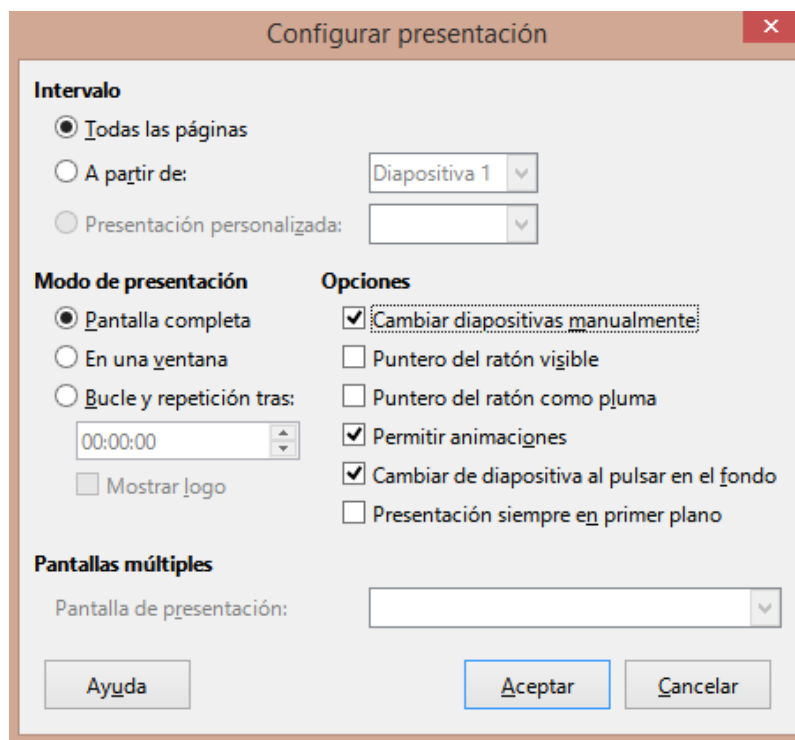 Configurar presentación
Intervalo
Todas las páginas
A partir de: Diapositiva 1
Presentación personalizada:
Modo de presentación
Pantalla completa
En una ventana
Bucle y repetición tras:
00:00:00
Mostrar logo
Opciones
Cambiar diapositivas manualmente
Puntero del ratón visible
Puntero del ratón como pluma
Permitir animaciones
Cambiar de diapositiva al pulsar en el fondo
Presentación siempre en primer plano
Pantallas múltiples
Pantalla de presentación:
Ayuda Aceptar Cancelar